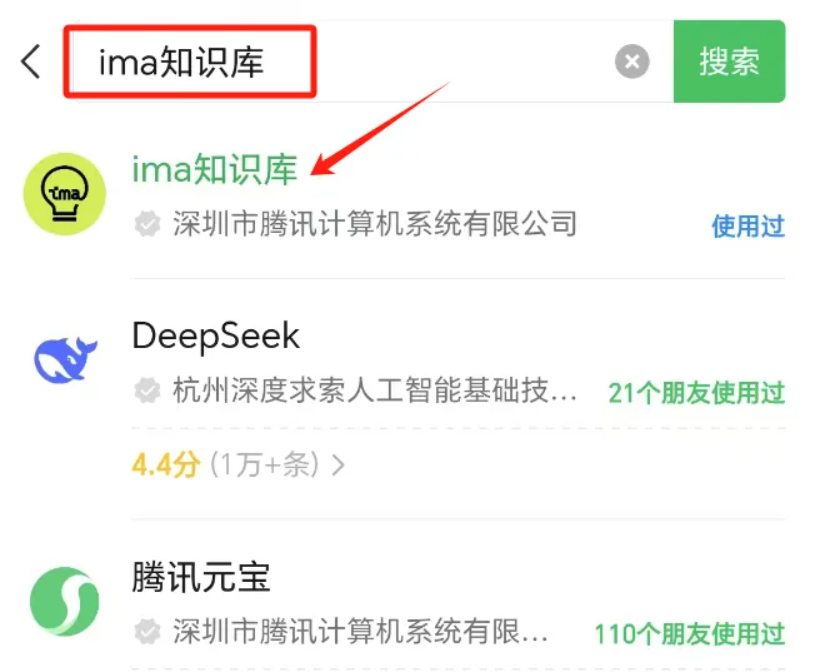 ima知识库
搜索
ima
ima知识库
深圳市腾讯计算机系统有限公司
使用过
DeepSeek
杭州深度求索人工智能基础技...
21个朋友使用过
4.4分 (1万+条)
腾讯元宝
深圳市腾讯计算机系统有限...
110个朋友使用过